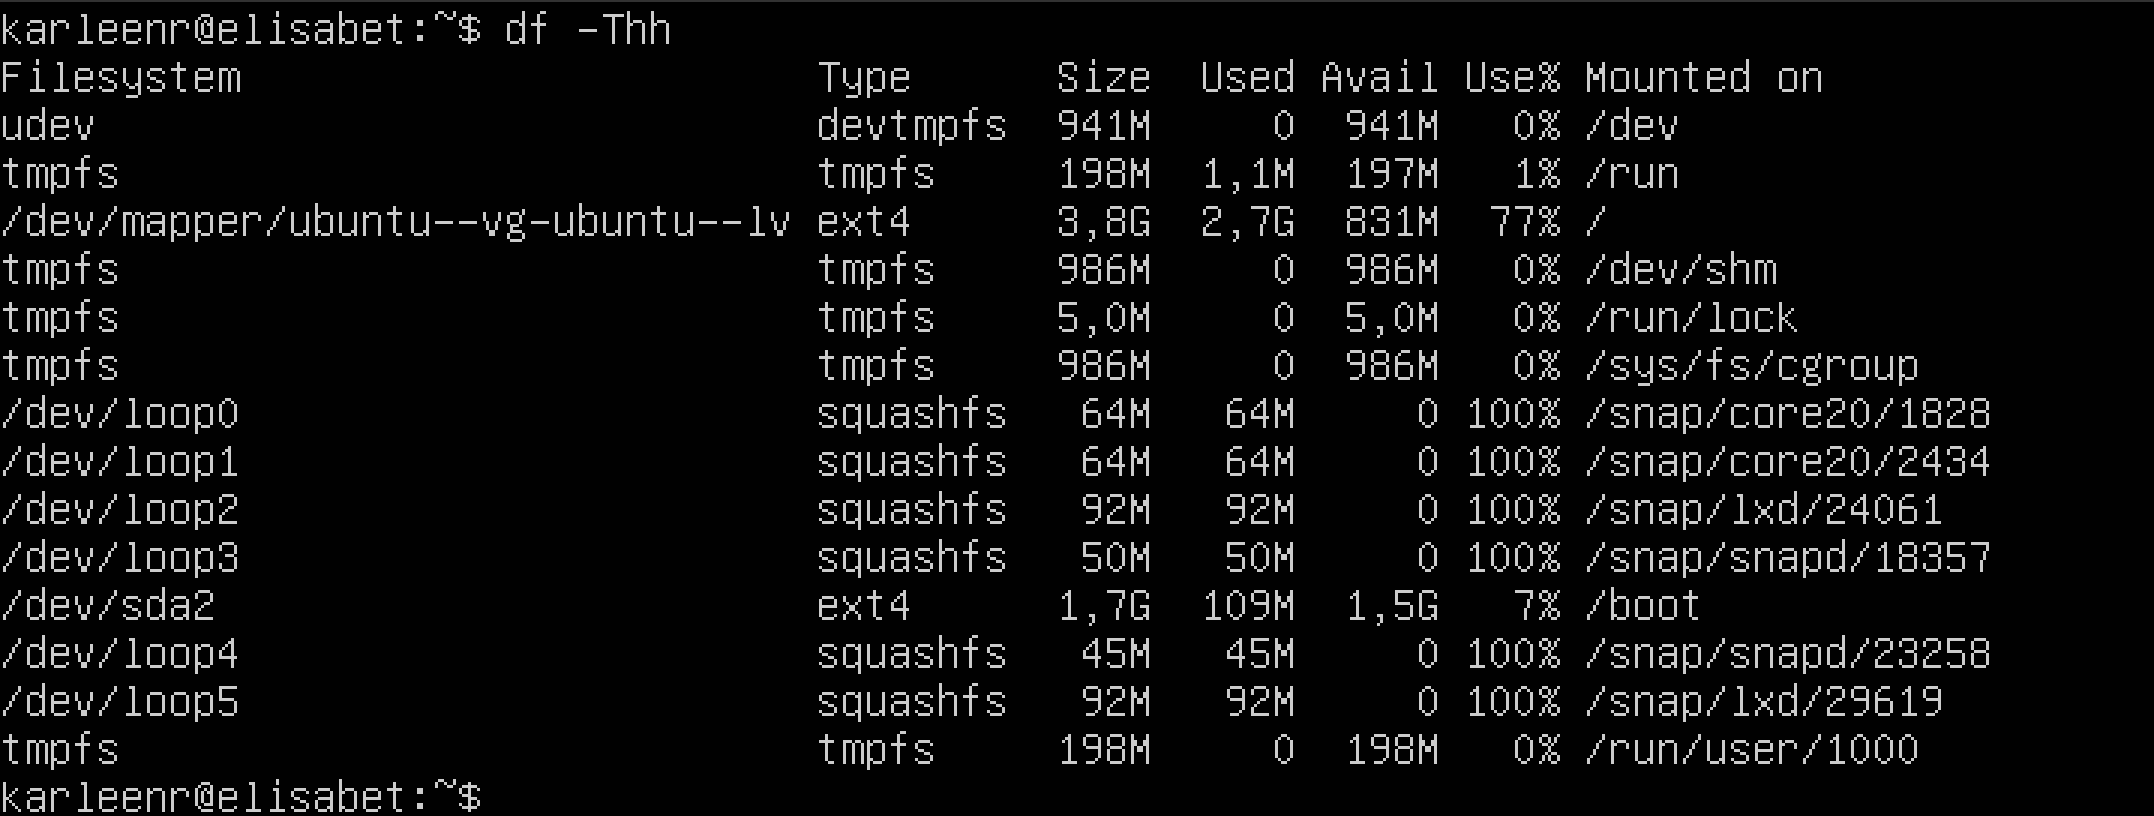 karleenr@elisabet:~$ df -Thh
Filesystem                        Type      Size  Used Avail Use% Mounted on
udev                              devtmpfs  941M     0  941M   0% /dev
tmpfs                             tmpfs     198M  1,1M  197M   1% /run
/dev/mapper/ubuntu--vg-ubuntu--lv ext4      3,8G  2,7G  831M  77% /
tmpfs                             tmpfs     986M     0  986M   0% /dev/shm
tmpfs                             tmpfs     5,0M     0  5,0M   0% /run/lock
tmpfs                             tmpfs     986M     0  986M   0% /sys/fs/cgroup
/dev/loop0                        squashfs   64M   64M     0 100% /snap/core20/1828
/dev/loop1                        squashfs   64M   64M     0 100% /snap/core20/2434
/dev/loop2                        squashfs   92M   92M     0 100% /snap/lxd/24061
/dev/loop3                        squashfs   50M   50M     0 100% /snap/snapd/18357
/dev/sda2                         ext4      1,7G  109M  1,5G   7% /boot
/dev/loop4                        squashfs   45M   45M     0 100% /snap/snapd/23258
/dev/loop5                        squashfs   92M   92M     0 100% /snap/lxd/29619
tmpfs                             tmpfs     198M     0  198M   0% /run/user/1000
karleenr@elisabet:~$